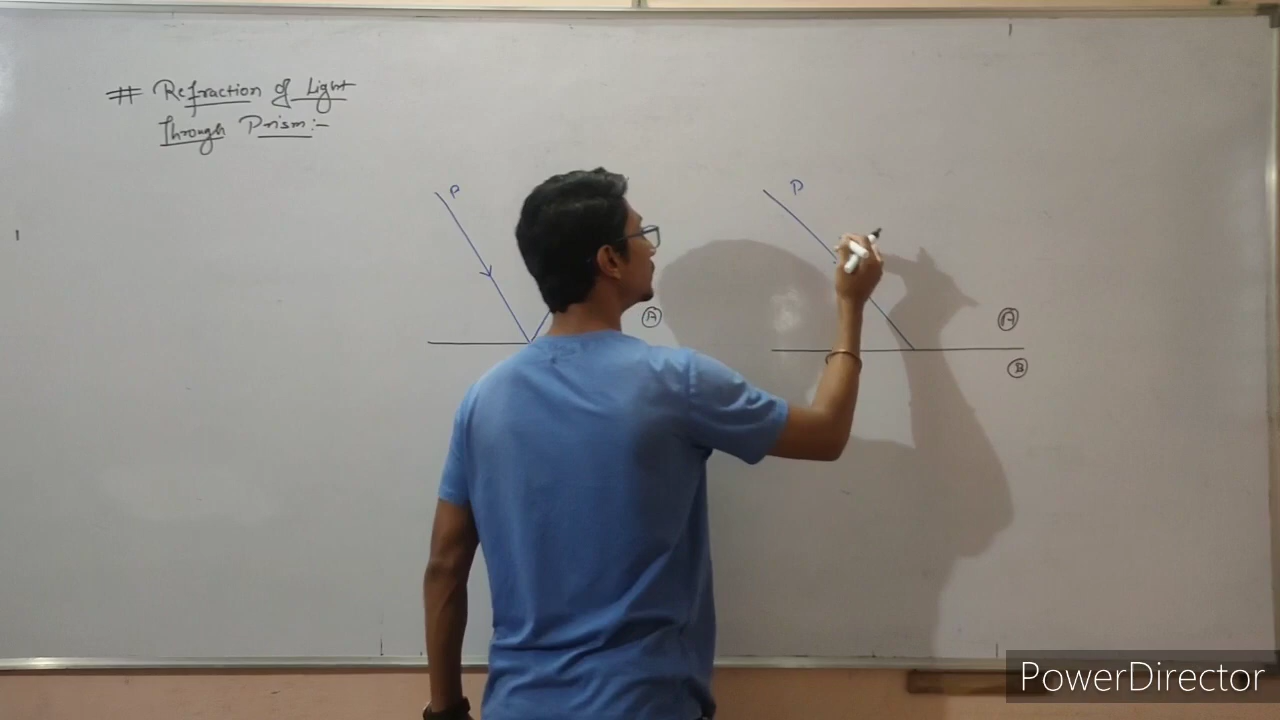 # Refraction of Light
Through Prism:-
P
P
A
A
B
PowerDirector